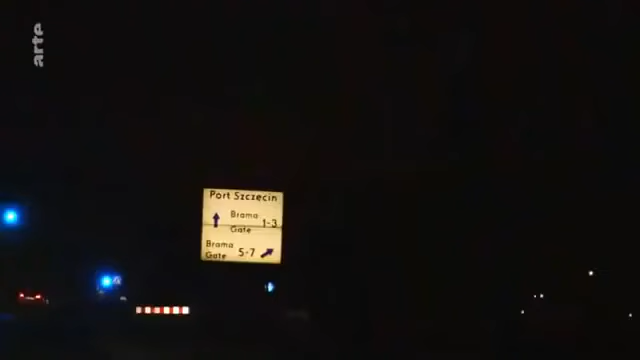 arte
Port Szczecin
Brama
Gate
1-3
Brama
Gate
5-7